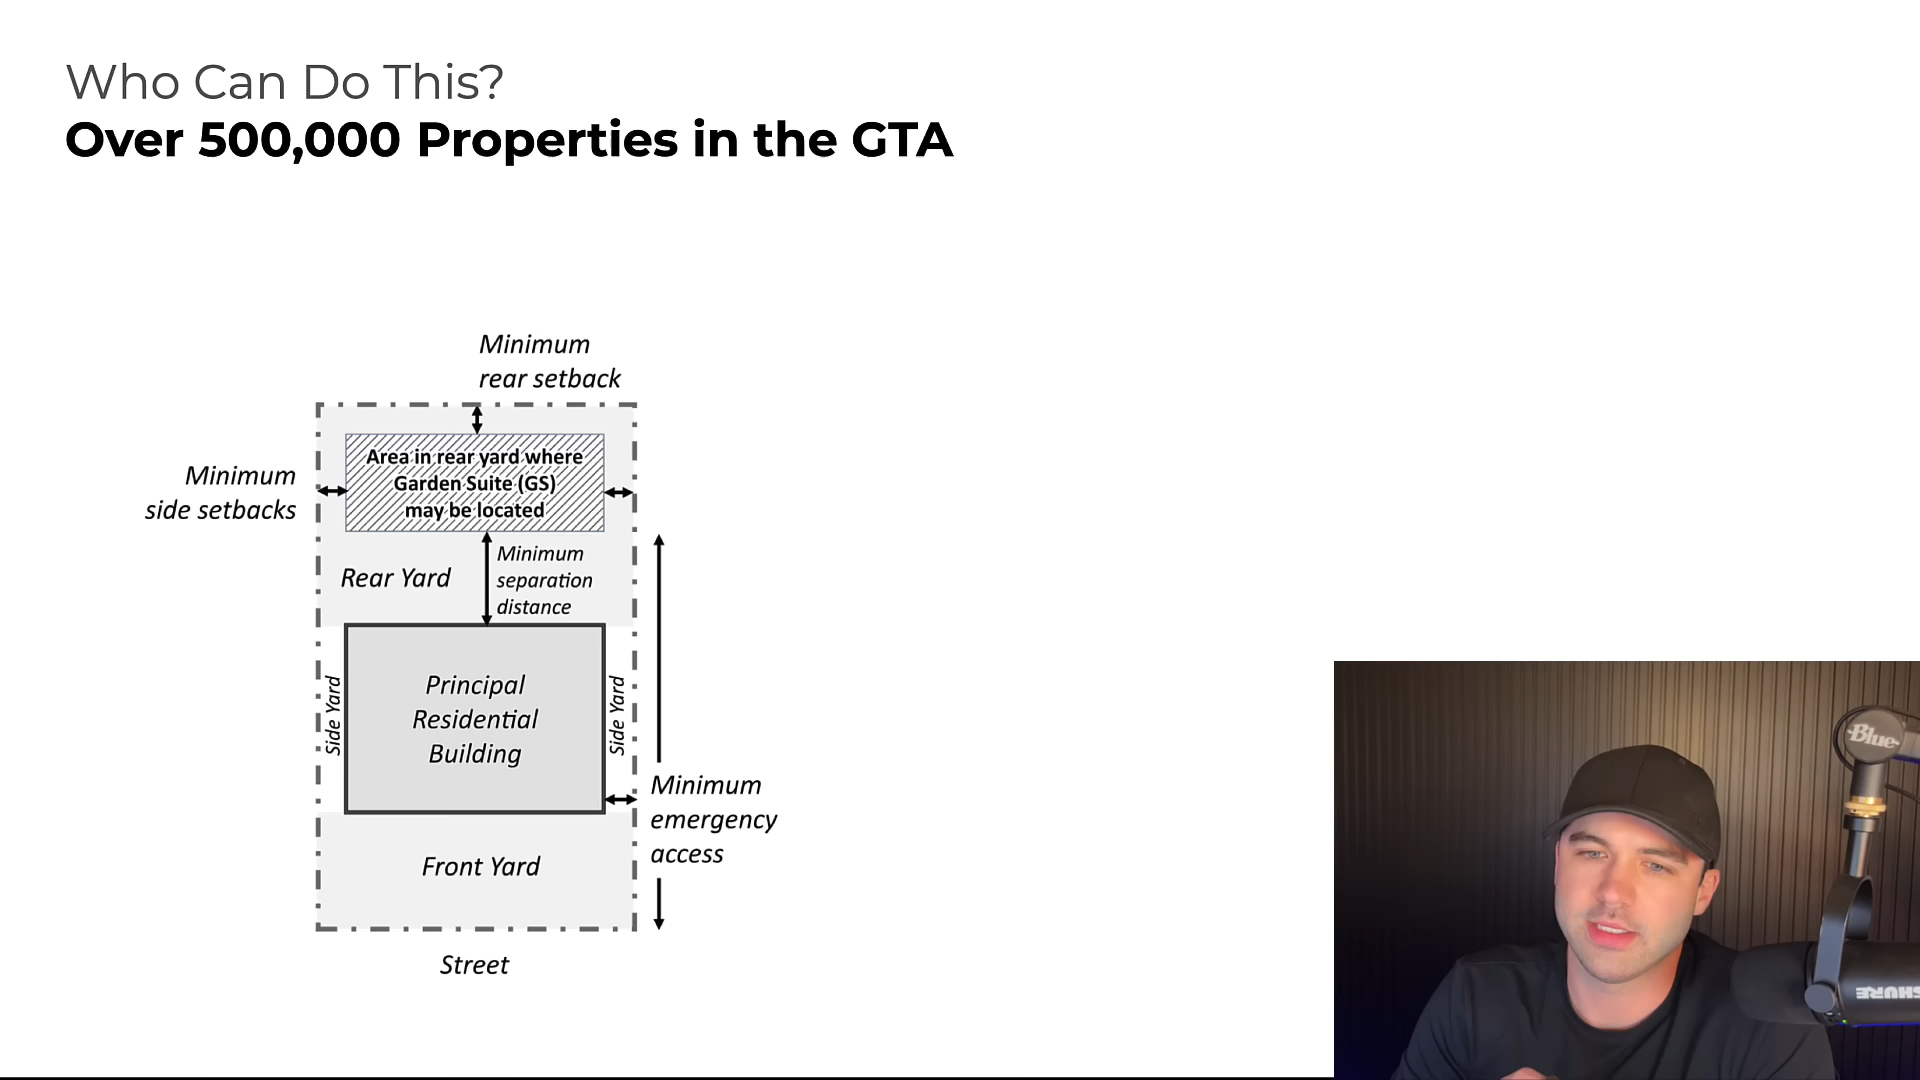 Who Can Do This?
Over 500,000 Properties in the GTA
Minimum
rear setback
Minimum
side setbacks
Area in rear yard where
Garden Suite (GS)
may be located
Rear Yard
Minimum
separation
distance
Side Yard
Principal
Residential
Building
Side Yard
Minimum
emergency
access
Front Yard
Street
Blue
SHURE